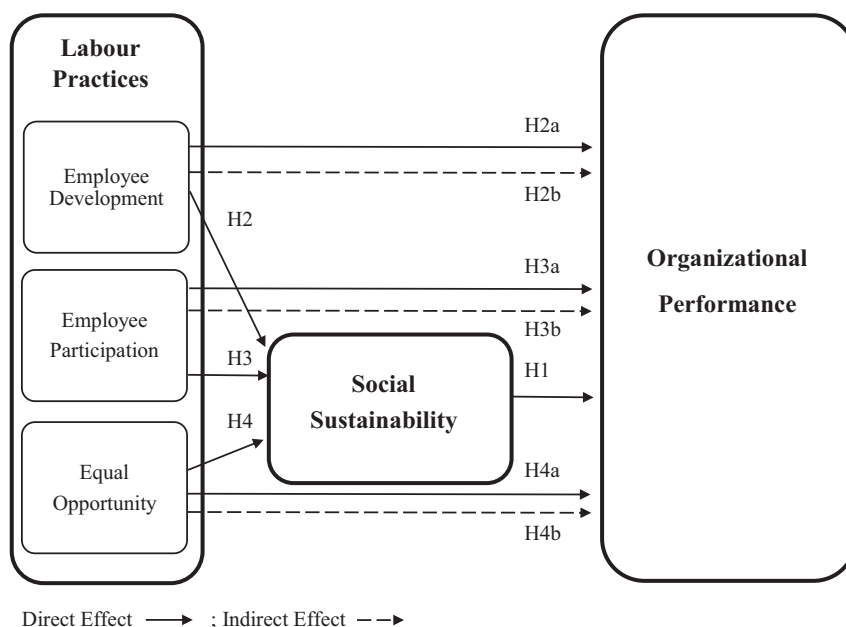 Labour
Practices
Employee
Development
Employee
Participation
Equal
Opportunity
H2a
H2b
H2
H3a
H3b
H3
H1
H4
H4a
H4b
Social
Sustainability
Organizational
Performance
Direct Effect ; Indirect Effect